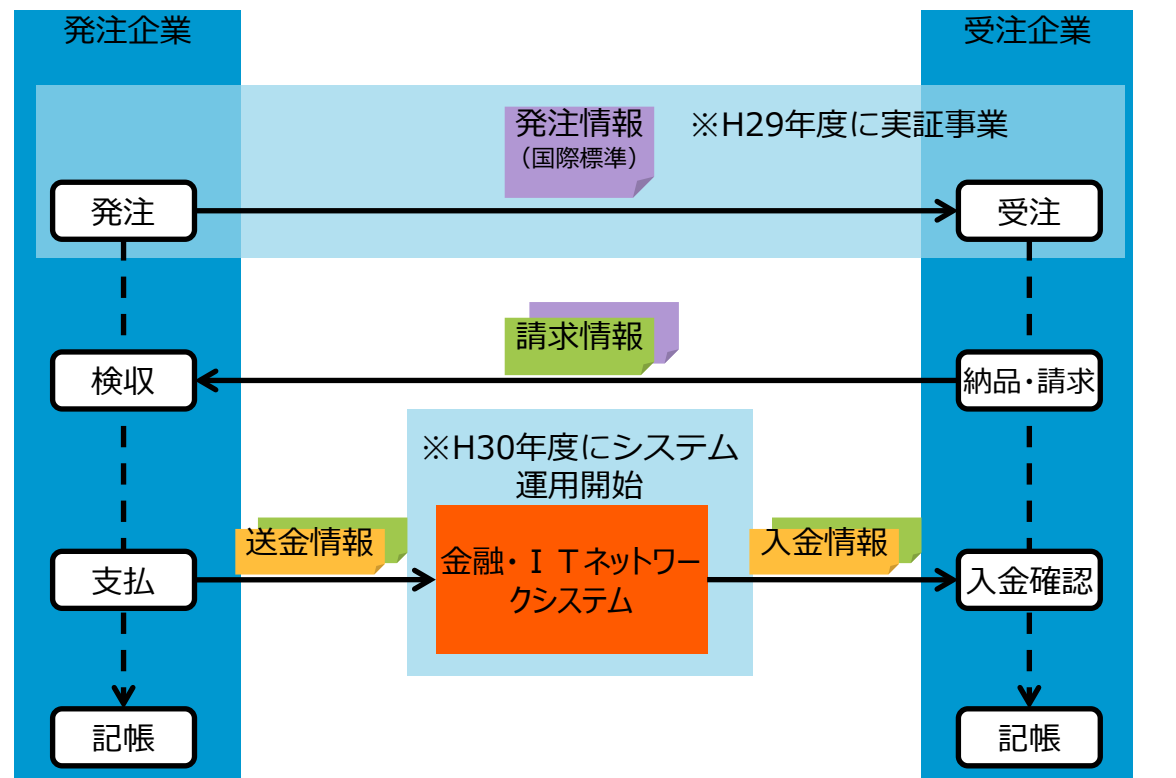 発注企業
受注企業
発注情報
（国際標準）
※H29年度に実証事業
発注
受注
請求情報
検収
納品・請求
※H30年度にシステム
運用開始
送金情報
入金情報
支払
金融・ＩＴネットワー
クシステム
入金確認
記帳
記帳